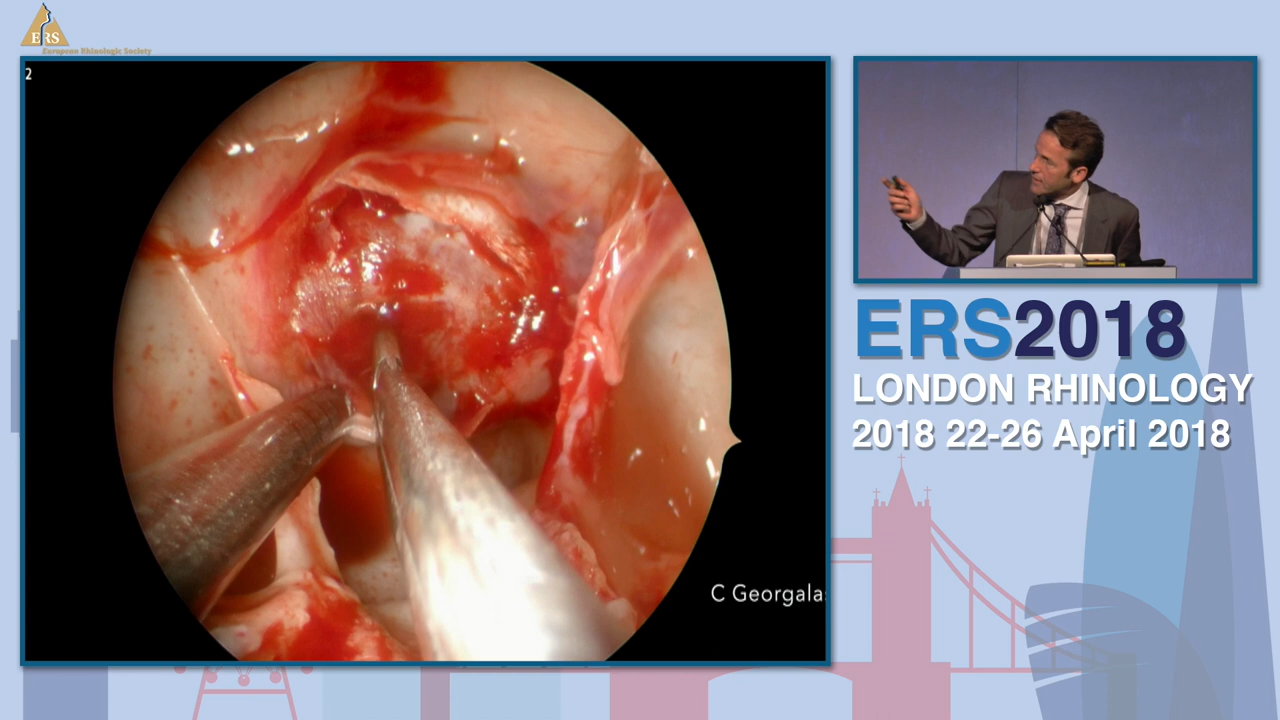 ERS
European Rhinologic Society
2
C Georgala
ERS2018
LONDON RHINOLOGY
2018 22-26 April 2018